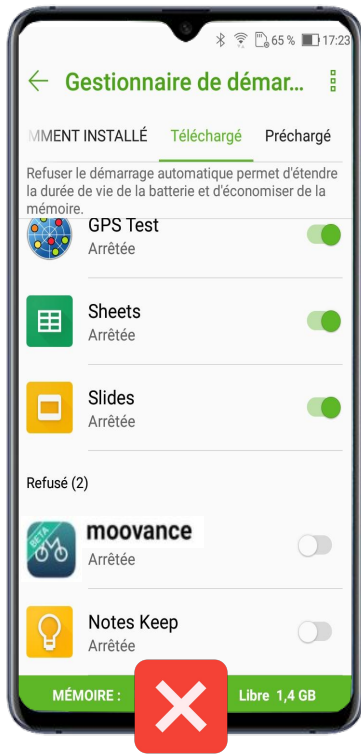 65 % 17:23
Gestionnaire de démar...
MMENT INSTALLÉ Téléchargé Préchargé
Refuser le démarrage automatique permet d'étendre
la durée de vie de la batterie et d'économiser de la
mémoire.
GPS Test
Arrêtée
Sheets
Arrêtée
Slides
Arrêtée
Refusé (2)
BETA
moovance
Arrêtée
Notes Keep
Arrêtée
MÉMOIRE : Libre 1,4 GB